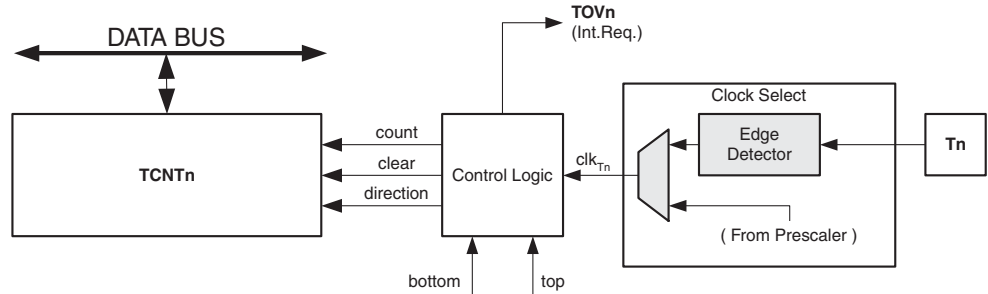 TOVn
(Int.Req.)
DATA BUS
Clock Select
count
clear
direction
TCNTn
Control Logic
clkTn
Edge
Detector
Tn
( From Prescaler )
bottom
top